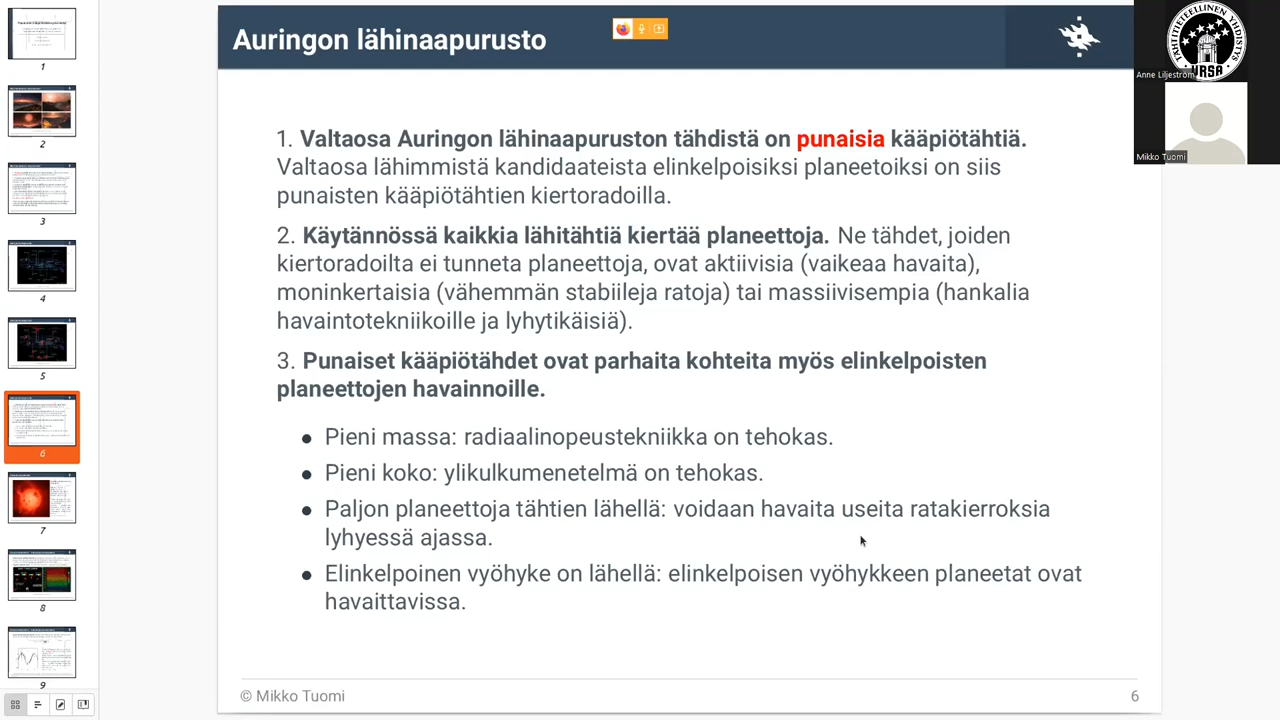 Auringon lähinaapurusto
1. Valtaosa Auringon lähinaapuruston tähdistä on punaisia kääpiötähtiä.
Valtaosa lähimmistä kandidaateista elinkelposiksi planeetoiksi on siis
punaisten kääpiötähtien kiertoradoilla.
2. Käytännössä kaikkia lähitähtiä kiertää planeettoja. Ne tähdet, joiden
kiertoradoilta ei tunneta planeettoja, ovat aktiivisia (vaikeaa havaita),
moninkertaisia (vähemmän stabiileja ratoja) tai massiivisempia (hankalia
havaintotekniikoille ja lyhytikäisiä).
3. Punaiset kääpiötähdet ovat parhaita kohteita myös elinkelpoisten
planeettojen havainnoille.
● Pieni massa: radiaalinopeustekniikka on tehokas.
● Pieni koko: ylikulkumenetelmä on tehokas.
● Paljon planeettoja tähtien lähellä: voidaan havaita useita ratakierroksia
lyhyessä ajassa.
● Elinkelpoinen vyöhyke on lähellä: elinkelpoisen vyöhykkeen planeetat ovat
havaittavissa.
© Mikko Tuomi
6
1
2
3
4
5
6
7
8
9
TÄHTITIETEELLINEN YHDISTYS
URSA
Anne Liljeström
Mikko Tuomi